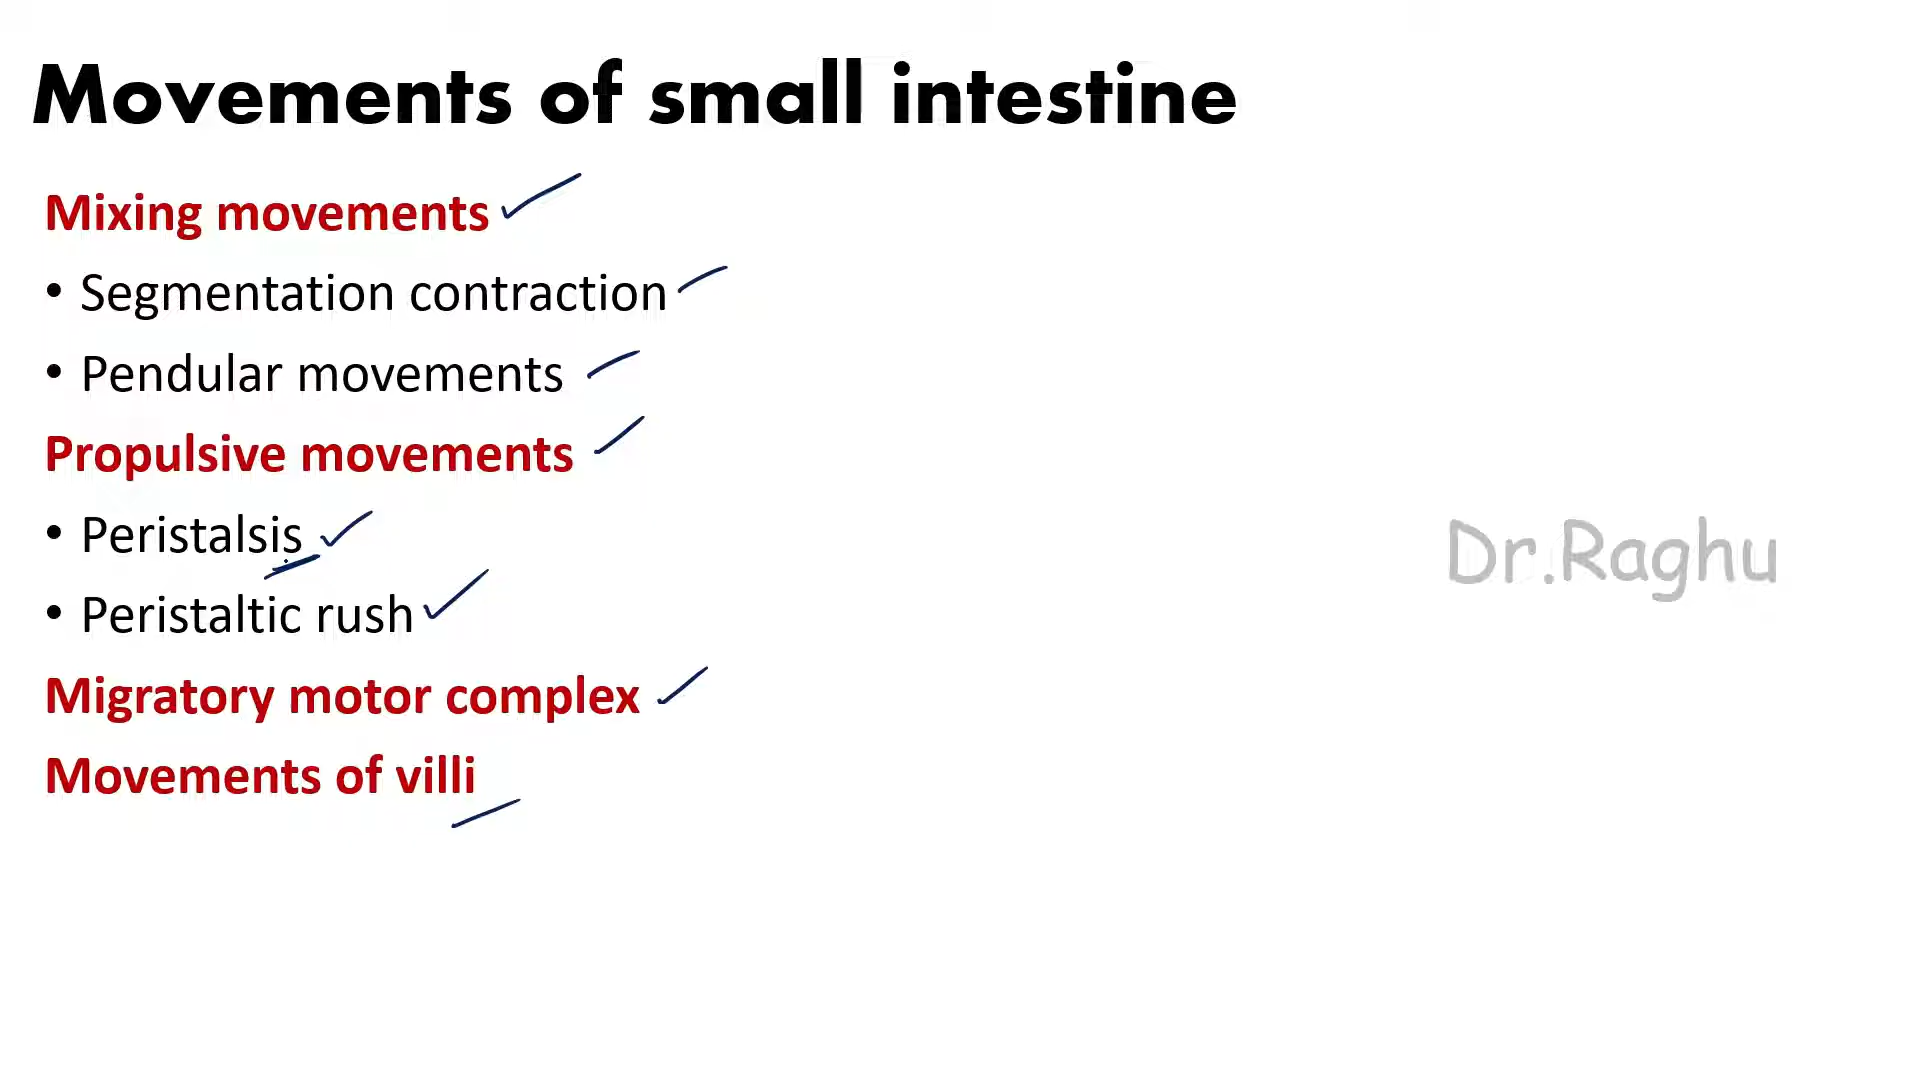 Movements of small intestine
Mixing movements
• Segmentation contraction
• Pendular movements
Propulsive movements
• Peristalsis
• Peristaltic rush
Migratory motor complex
Movements of villi
Dr.Raghu